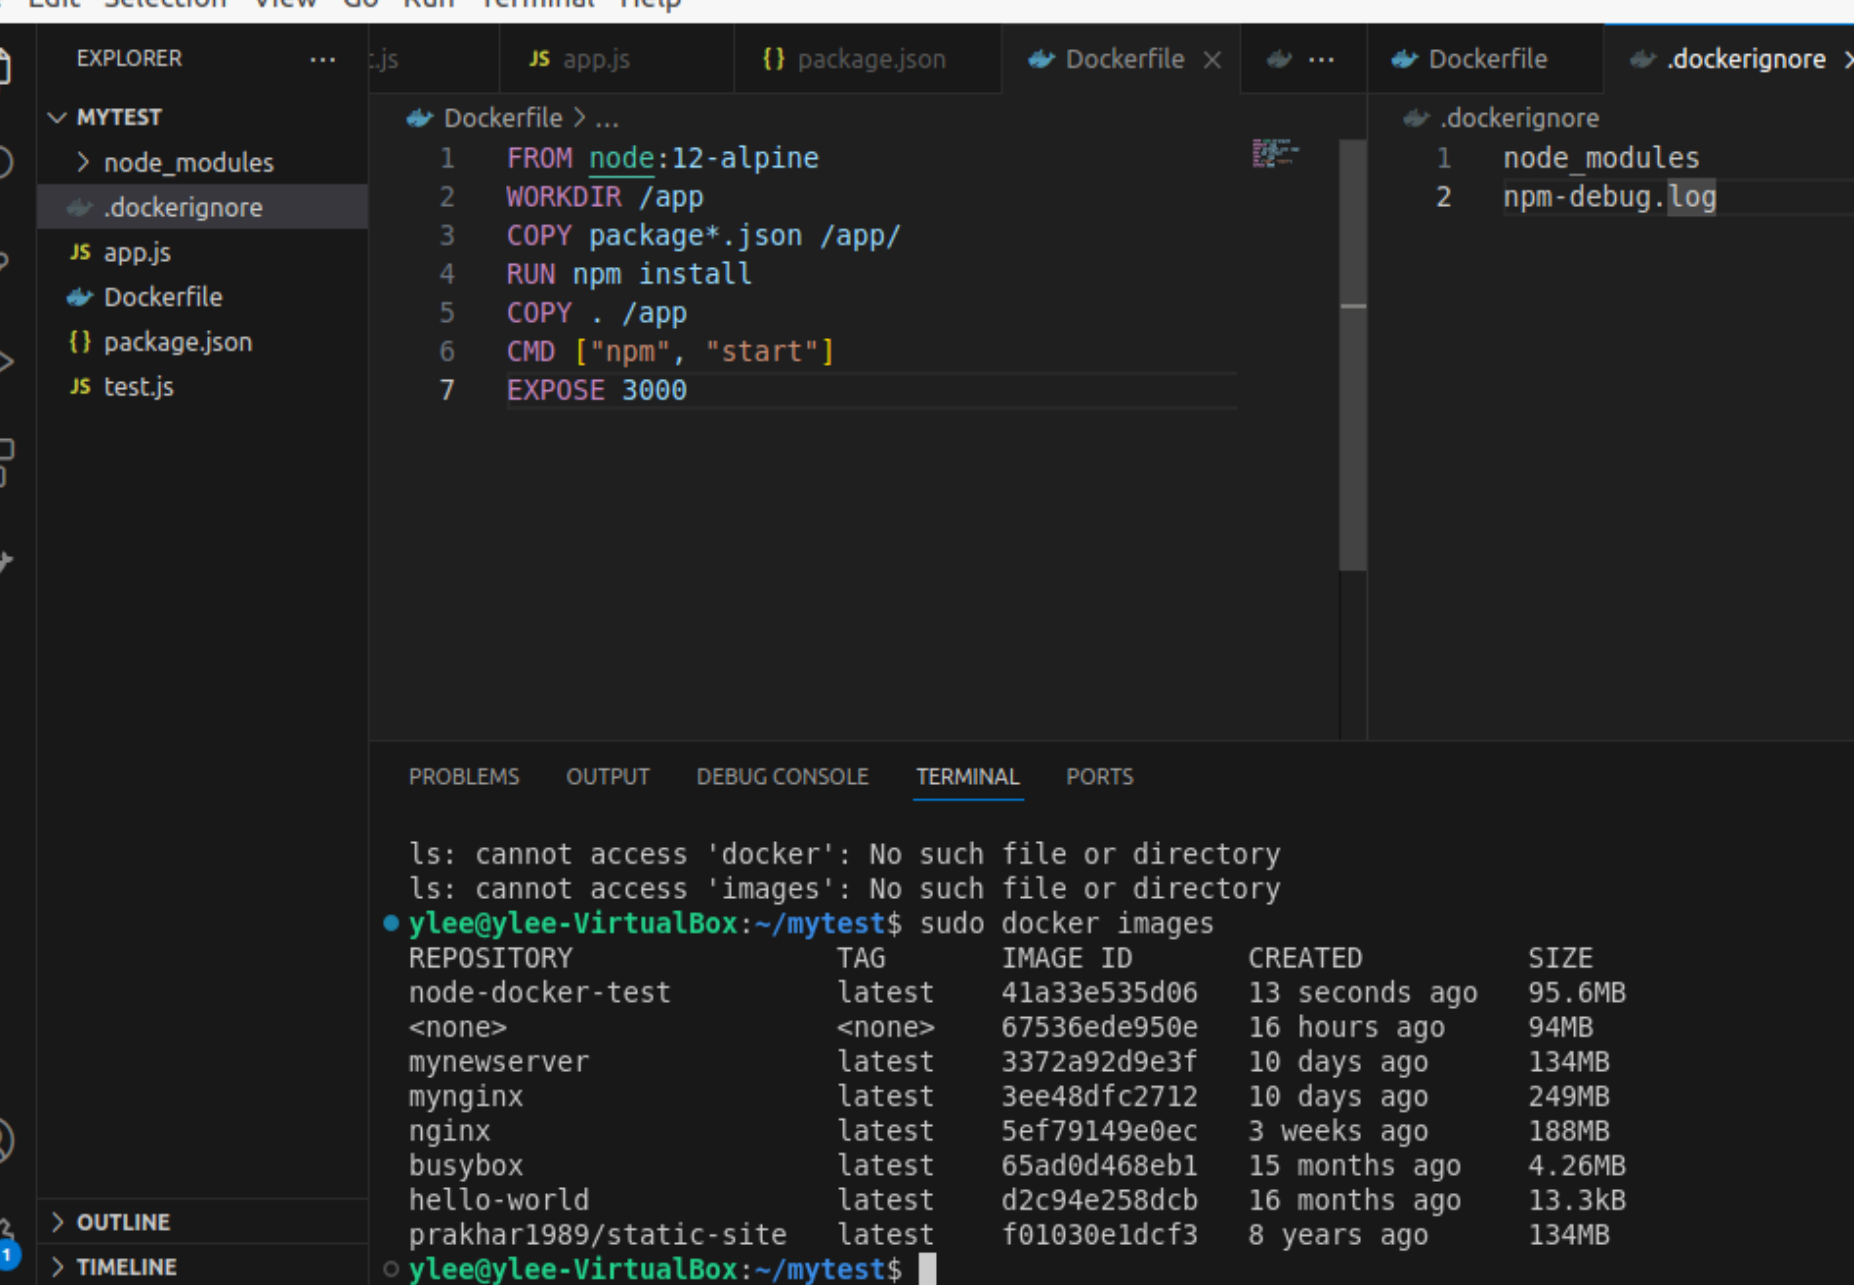 Edit Selection View Go Run Terminal Help
EXPLORER ...
MYTEST
node_modules
.dockerignore
app.js
Dockerfile
package.json
test.js
OUTLINE
TIMELINE
1
t.js JS app.js {} package.json Dockerfile ...
Dockerfile > ...
1 FROM node:12-alpine
2 WORKDIR /app
3 COPY package*.json /app/
4 RUN npm install
5 COPY . /app
6 CMD ["npm", "start"]
7 EXPOSE 3000
Dockerfile .dockerignore
.dockerignore
1 node_modules
2 npm-debug.log
PROBLEMS OUTPUT DEBUG CONSOLE TERMINAL PORTS
ls: cannot access 'docker': No such file or directory
ls: cannot access 'images': No such file or directory
ylee@ylee-VirtualBox:~/mytest$ sudo docker images
REPOSITORY TAG IMAGE ID CREATED SIZE
node-docker-test latest 41a33e535d06 13 seconds ago 95.6MB
<none> <none> 67536ede950e 16 hours ago 94MB
mynewserver latest 3372a92d9e3f 10 days ago 134MB
mynginx latest 3ee48dfc2712 10 days ago 249MB
nginx latest 5ef79149e0ec 3 weeks ago 188MB
busybox latest 65ad0d468eb1 15 months ago 4.26MB
hello-world latest d2c94e258dcb 16 months ago 13.3kB
prakhar1989/static-site latest f01030e1dcf3 8 years ago 134MB
ylee@ylee-VirtualBox:~/mytest$